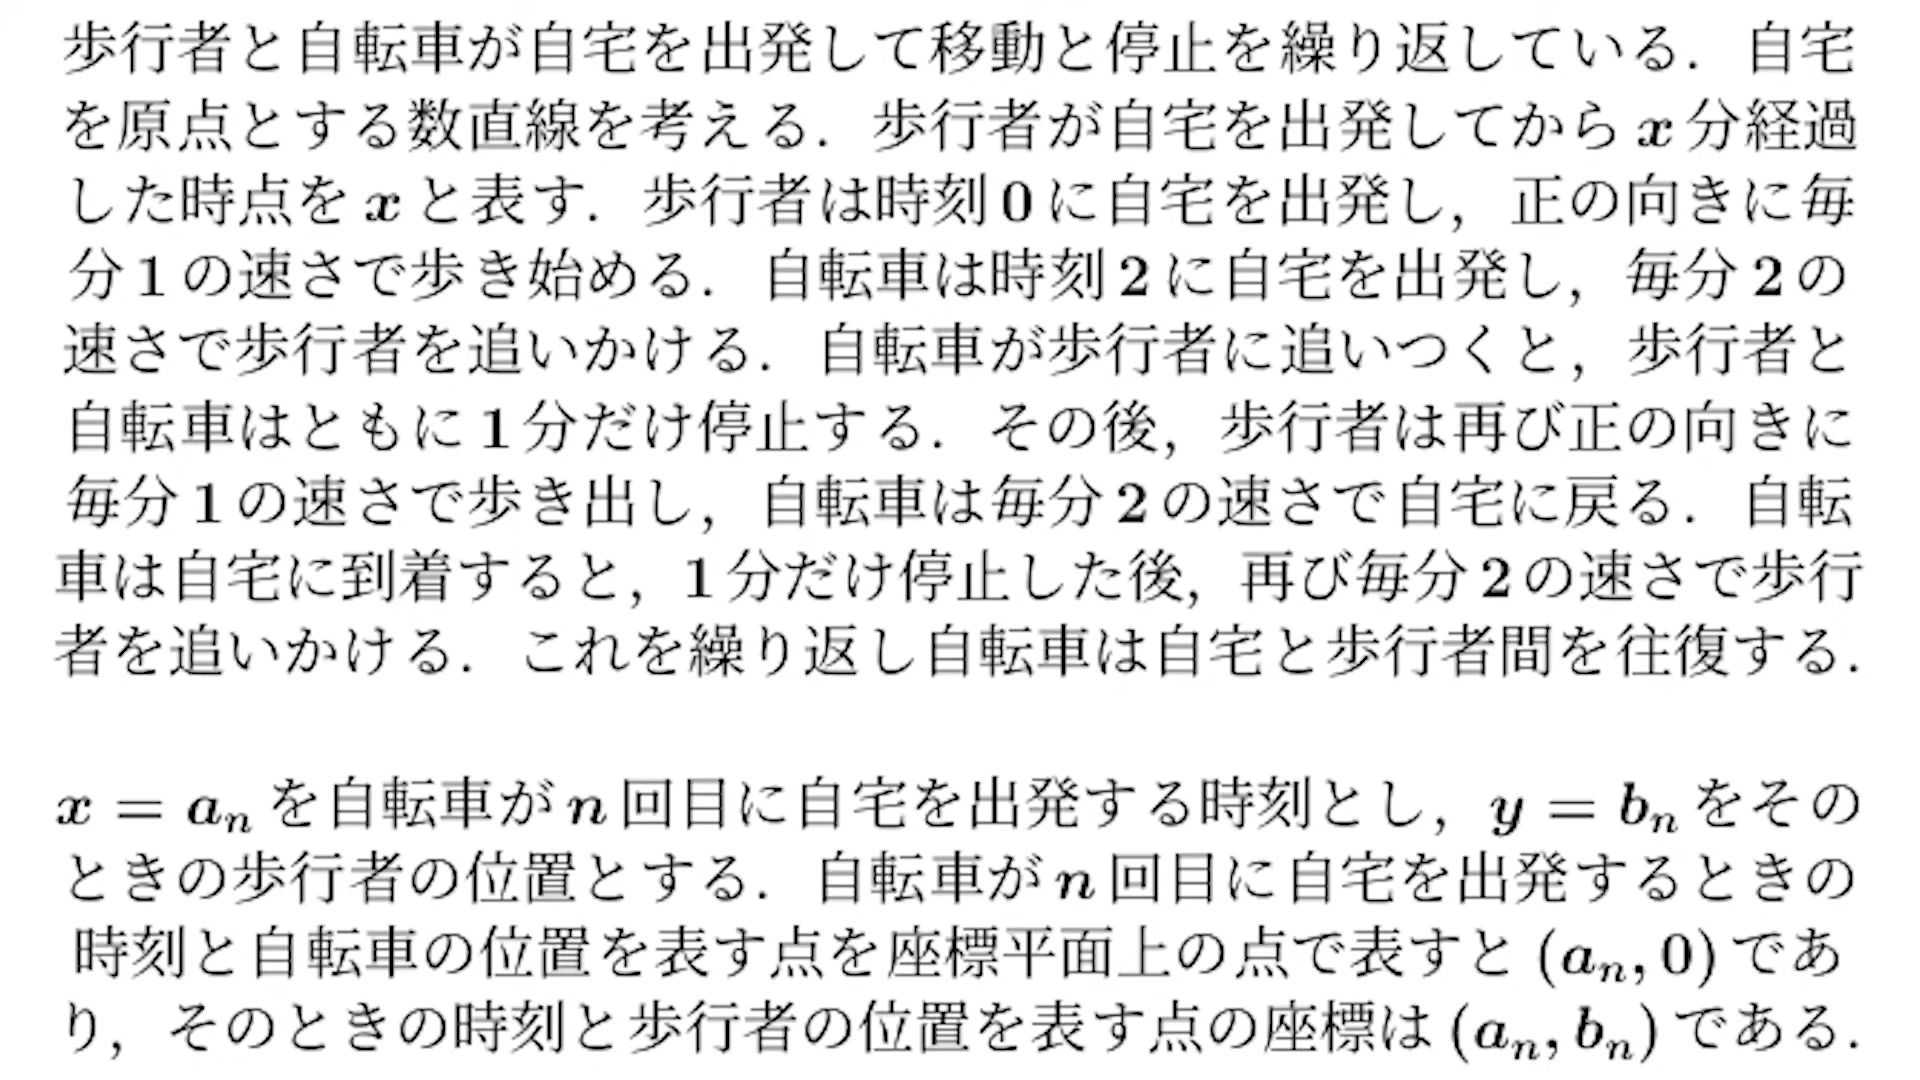 歩行者と自転車が自宅を出発して移動と停止を繰り返している．自宅
を原点とする数直線を考える．歩行者が自宅を出発してから x 分経過
した時点を x と表す．歩行者は時刻 0 に自宅を出発し，正の向きに毎
分 1 の速さで歩き始める．自転車は時刻 2 に自宅を出発し，毎分 2 の
速さで歩行者を追いかける．自転車が歩行者に追いつくと，歩行者と
自転車はともに 1 分だけ停止する．その後，歩行者は再び正の向きに
毎分 1 の速さで歩き出し，自転車は毎分 2 の速さで自宅に戻る．自転
車は自宅に到着すると，1 分だけ停止した後，再び毎分 2 の速さで歩行
者を追いかける．これを繰り返し自転車は自宅と歩行者間を往復する．
x = a_n を自転車が n 回目に自宅を出発する時刻とし，y = b_n をその
ときの歩行者の位置とする．自転車が n 回目に自宅を出発するときの
時刻と自転車の位置を表す点を座標平面上の点で表すと (a_n, 0) であ
り，そのときの時刻と歩行者の位置を表す点の座標は (a_n, b_n) である．